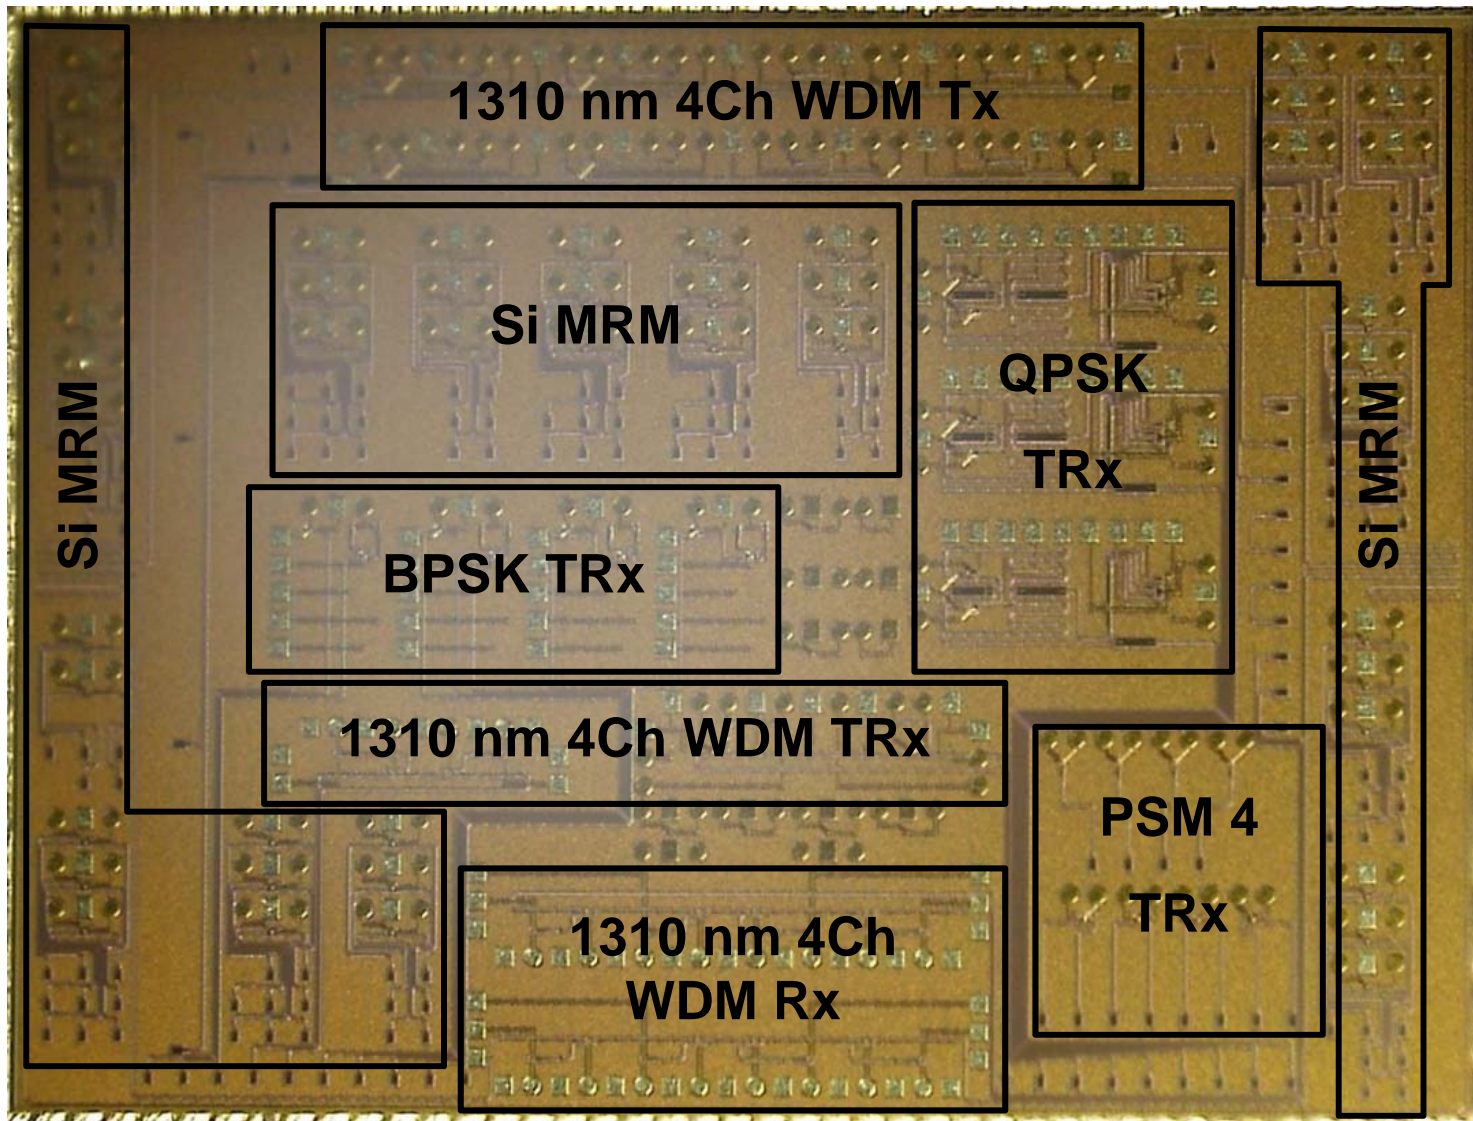 1310 nm 4Ch WDM Tx
Si MRM
Si MRM
QPSK
TRx
Si MRM
BPSK TRx
1310 nm 4Ch WDM TRx
PSM 4
TRx
1310 nm 4Ch
WDM Rx